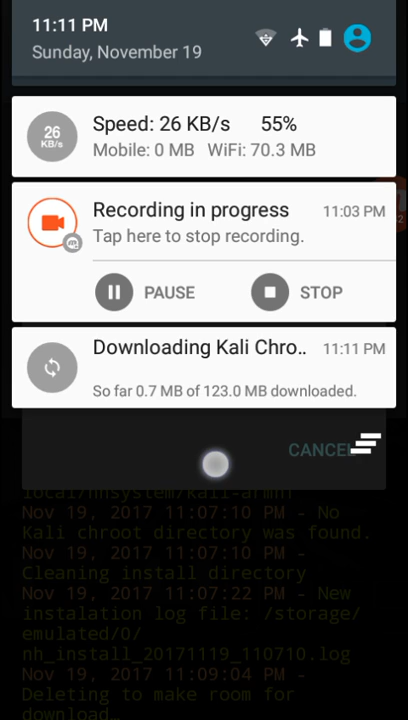 11:11 PM
Sunday, November 19
26
KB/s
Speed: 26 KB/s 55%
Mobile: 0 MB WiFi: 70.3 MB
Recording in progress 11:03 PM
Tap here to stop recording.
PAUSE
STOP
Downloading Kali Chro.. 11:11 PM
So far 0.7 MB of 123.0 MB downloaded.
CANCEL
Nov 19, 2017 11:07:10 PM - No
Kali chroot directory was found.
Nov 19, 2017 11:07:10 PM -
Cleaning install directory
Nov 19, 2017 11:07:22 PM - New
instalation log file: /storage/
emulated/0/
nh_install_20171119_110710.log
Nov 19, 2017 11:09:04 PM -
Deleting to make room for
download…